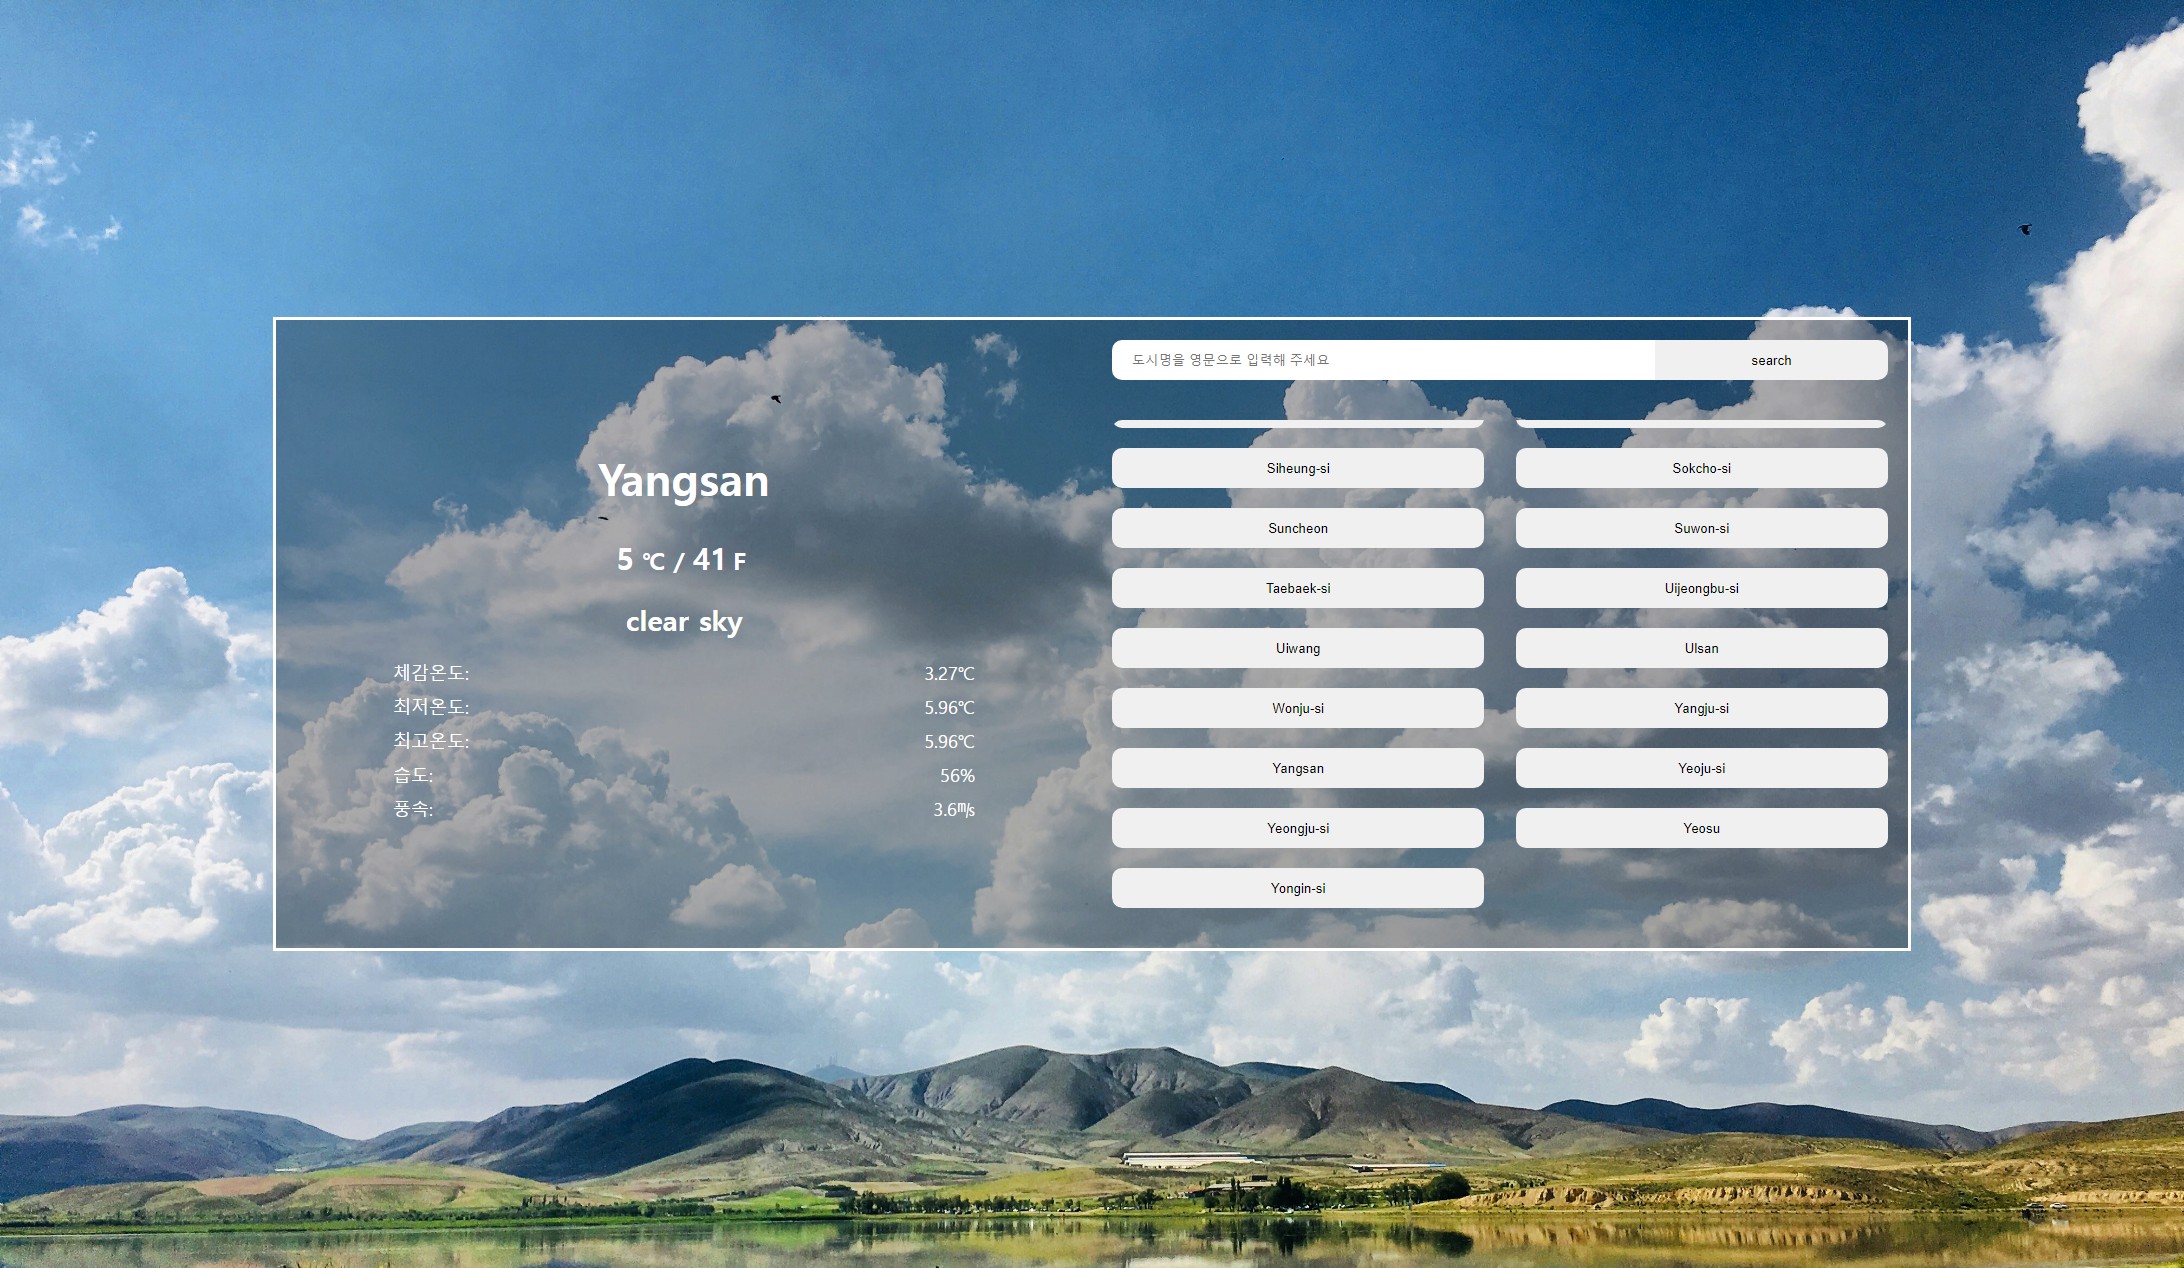 Yangsan
5 ℃ / 41 F
clear sky
체감온도: 3.27℃
최저온도: 5.96℃
최고온도: 5.96℃
습도: 56%
풍속: 3.6㎧
도시명을 영문으로 입력해 주세요 search
Siheung-si Sokcho-si
Suncheon Suwon-si
Taebaek-si Uijeongbu-si
Uiwang Ulsan
Wonju-si Yangju-si
Yangsan Yeoju-si
Yeongju-si Yeosu
Yongin-si